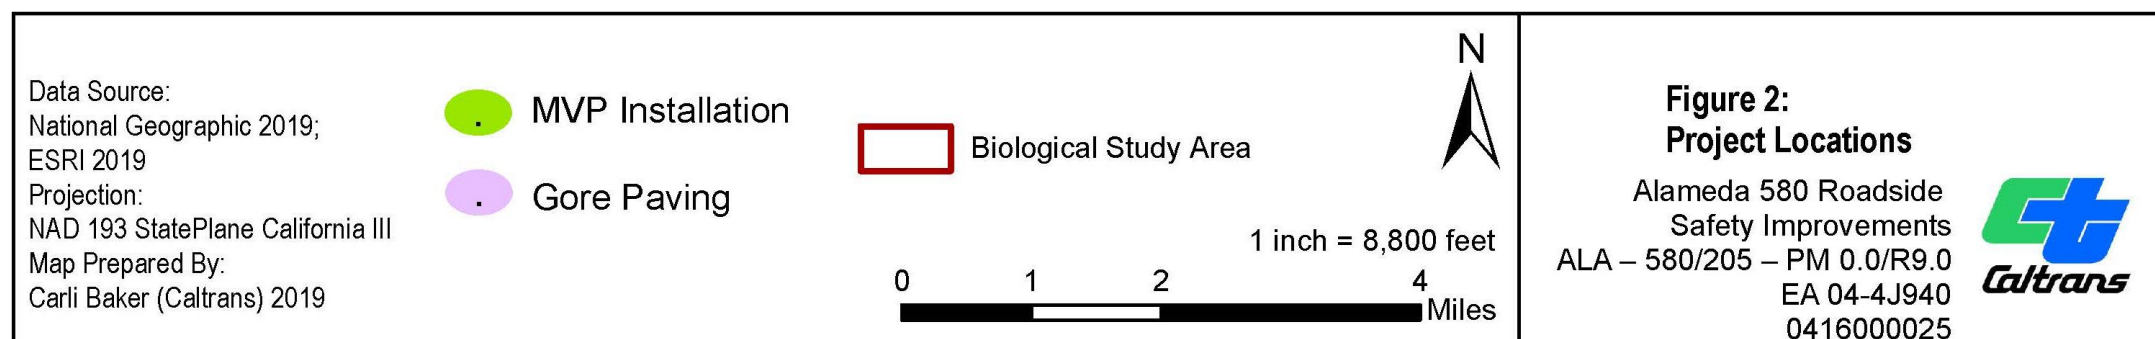 Data Source:
National Geographic 2019;
ESRI 2019
Projection:
NAD 193 StatePlane California III
Map Prepared By:
Carli Baker (Caltrans) 2019
MVP Installation
Gore Paving
Biological Study Area
N
1 inch = 8,800 feet
0 1 2 4
Miles
Figure 2:
Project Locations
Alameda 580 Roadside
Safety Improvements
ALA – 580/205 – PM 0.0/R9.0
EA 04-4J940
0416000025
Caltrans